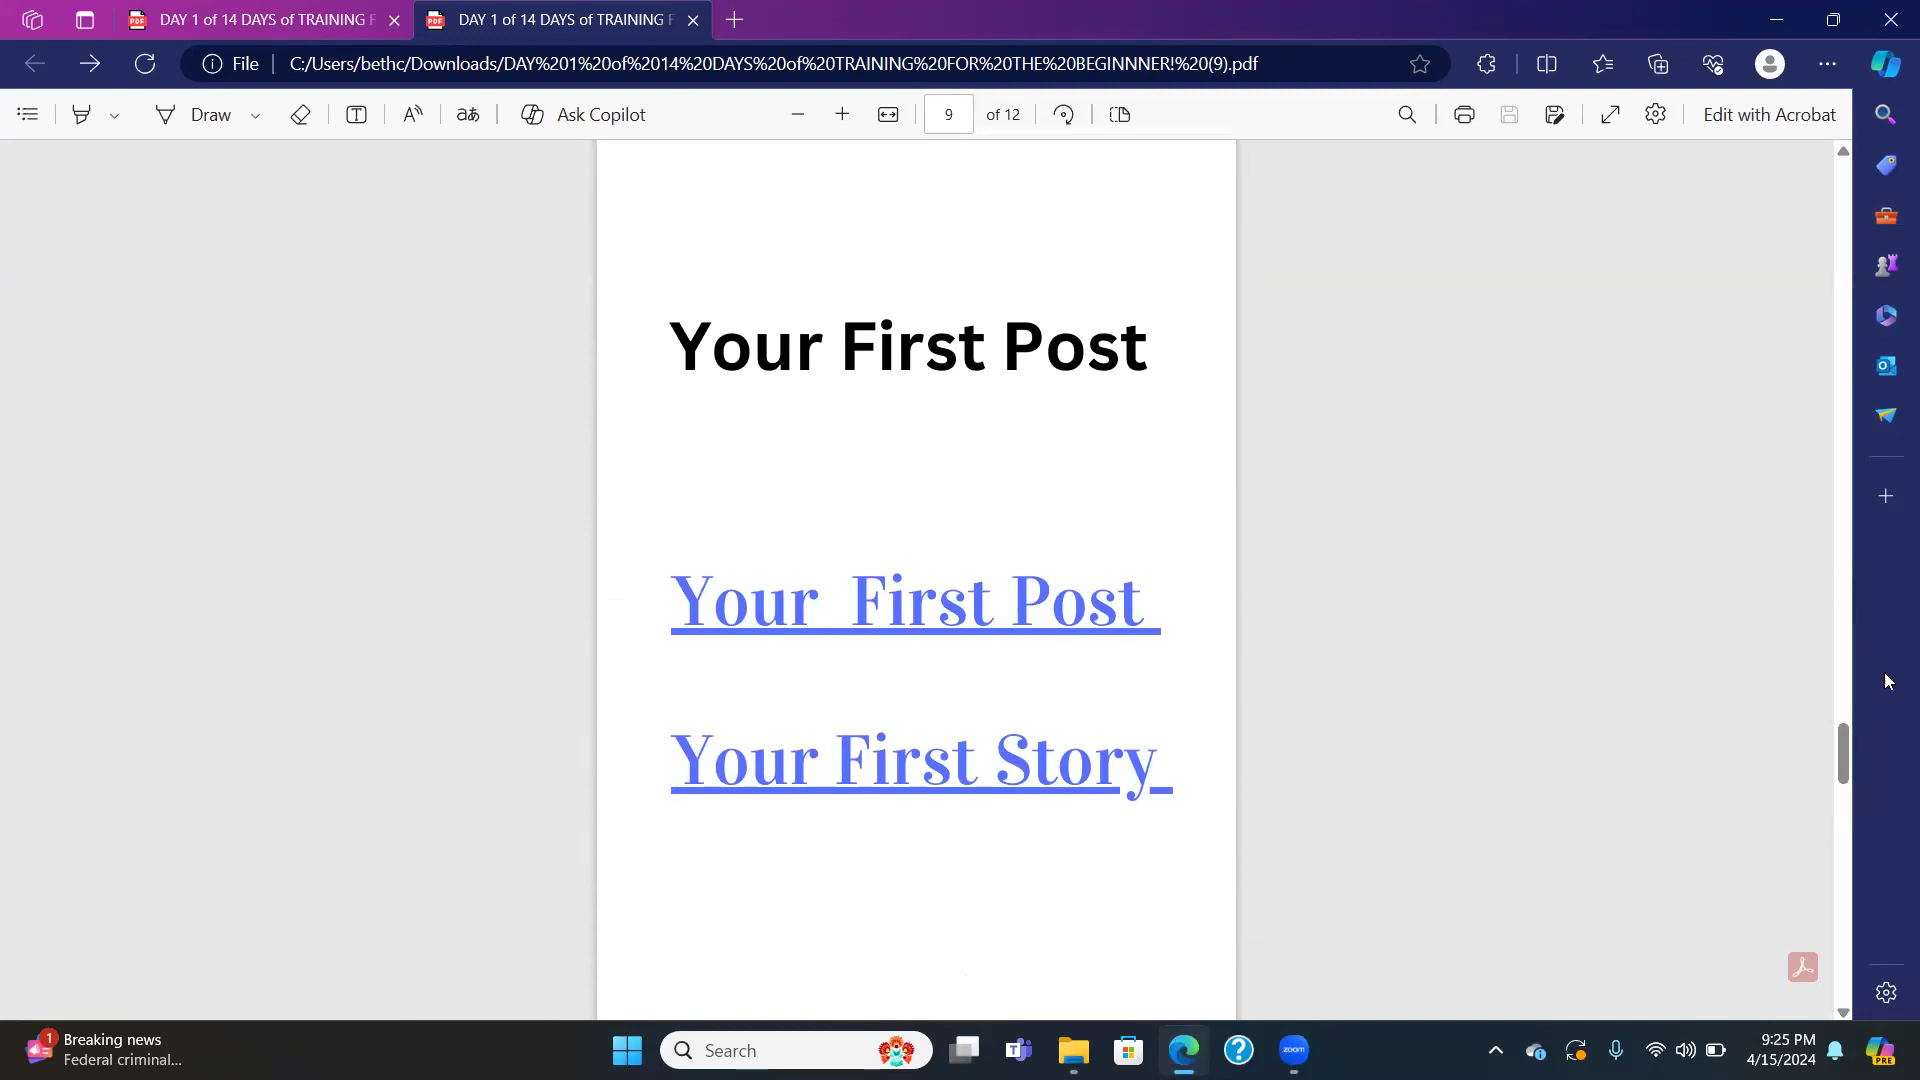 DAY 1 of 14 DAYS of TRAINING F
DAY 1 of 14 DAYS of TRAINING F
File
C:/Users/bethc/Downloads/DAY%201%20of%2014%20DAYS%20of%20TRAINING%20FOR%20THE%20BEGINNNER!%20(9).pdf
Draw
Ask Copilot
9 of 12
Edit with Acrobat
Your First Post
Your First Post
Your First Story
1
Breaking news
Federal criminal...
Search
zoom
9:25 PM
4/15/2024
PRE